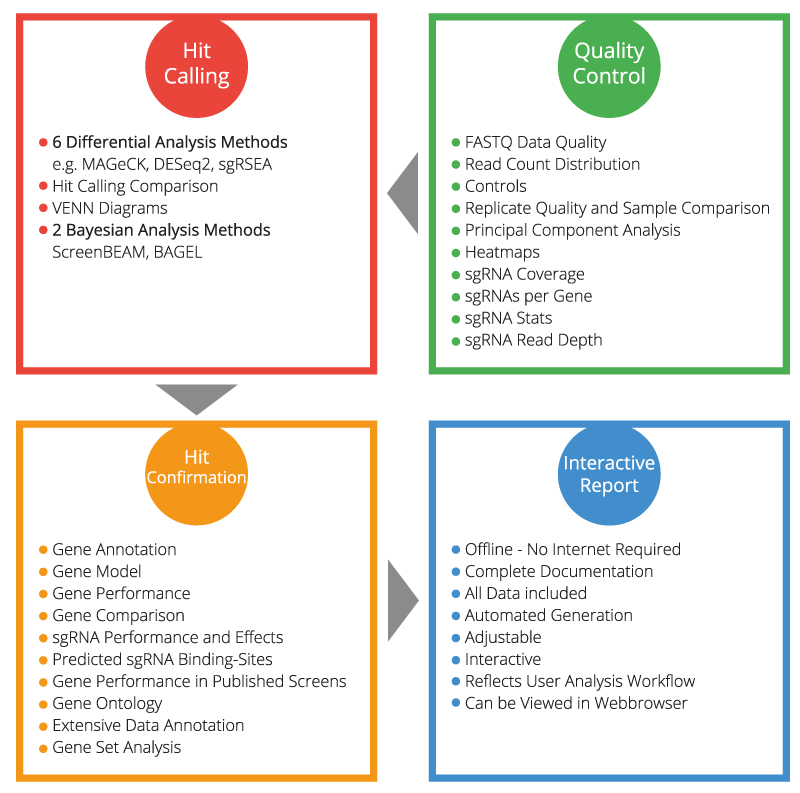 Hit
Calling
6 Differential Analysis Methods
e.g. MAGeCK, DESeq2, sgRSEA
Hit Calling Comparison
VENN Diagrams
2 Bayesian Analysis Methods
ScreenBEAM, BAGEL
Quality
Control
FASTQ Data Quality
Read Count Distribution
Controls
Replicate Quality and Sample Comparison
Principal Component Analysis
Heatmaps
sgRNA Coverage
sgRNAs per Gene
sgRNA Stats
sgRNA Read Depth
Hit
Confirmation
Gene Annotation
Gene Model
Gene Performance
Gene Comparison
sgRNA Performance and Effects
Predicted sgRNA Binding-Sites
Gene Performance in Published Screens
Gene Ontology
Extensive Data Annotation
Gene Set Analysis
Interactive
Report
Offline - No Internet Required
Complete Documentation
All Data included
Automated Generation
Adjustable
Interactive
Reflects User Analysis Workflow
Can be Viewed in Webbrowser